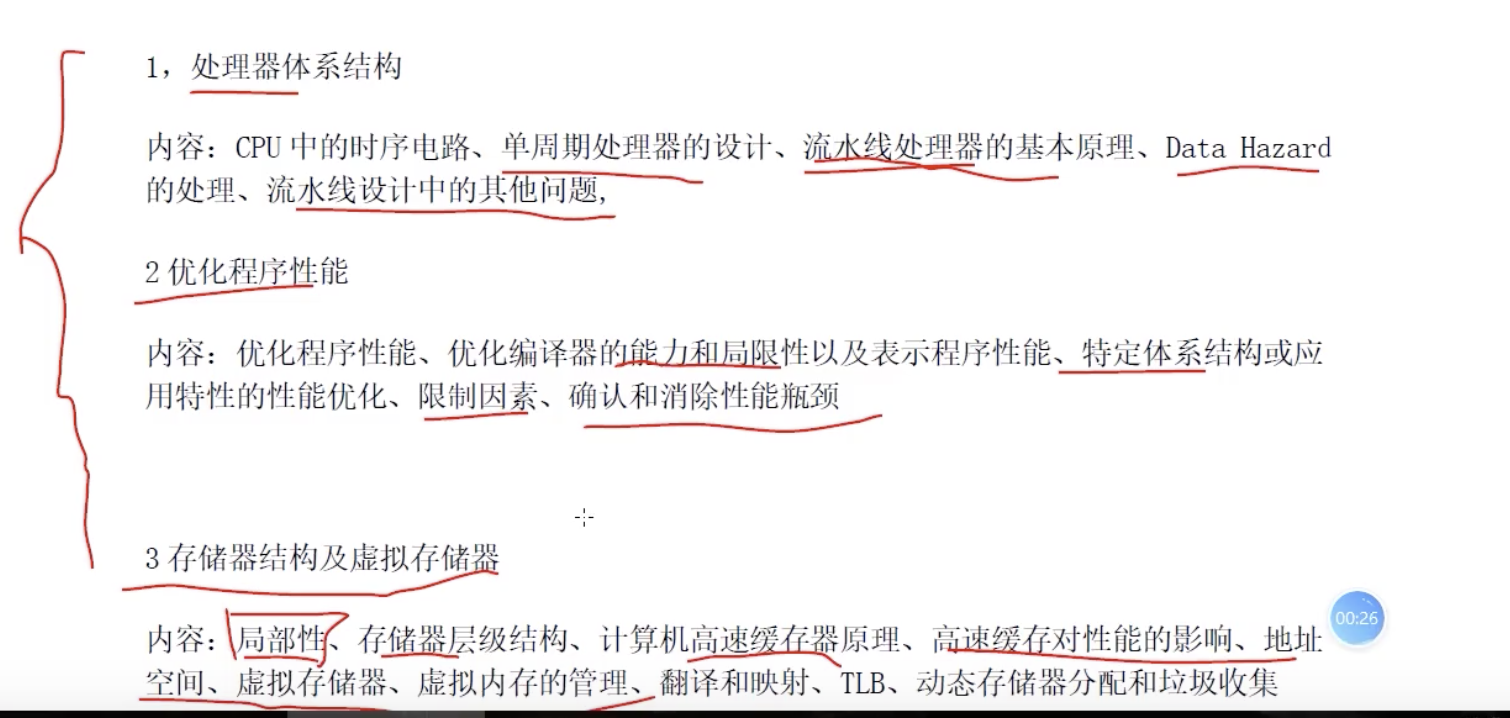 1，处理器体系结构
内容：CPU 中的时序电路、单周期处理器的设计、流水线处理器的基本原理、Data Hazard
的处理、流水线设计中的其他问题,
2 优化程序性能
内容：优化程序性能、优化编译器的能力和局限性以及表示程序性能、特定体系结构或应
用特性的性能优化、限制因素、确认和消除性能瓶颈
3 存储器结构及虚拟存储器
内容：局部性、存储器层级结构、计算机高速缓存器原理、高速缓存对性能的影响、地址
00:26
空间、虚拟存储器、虚拟内存的管理、翻译和映射、TLB、动态存储器分配和垃圾收集